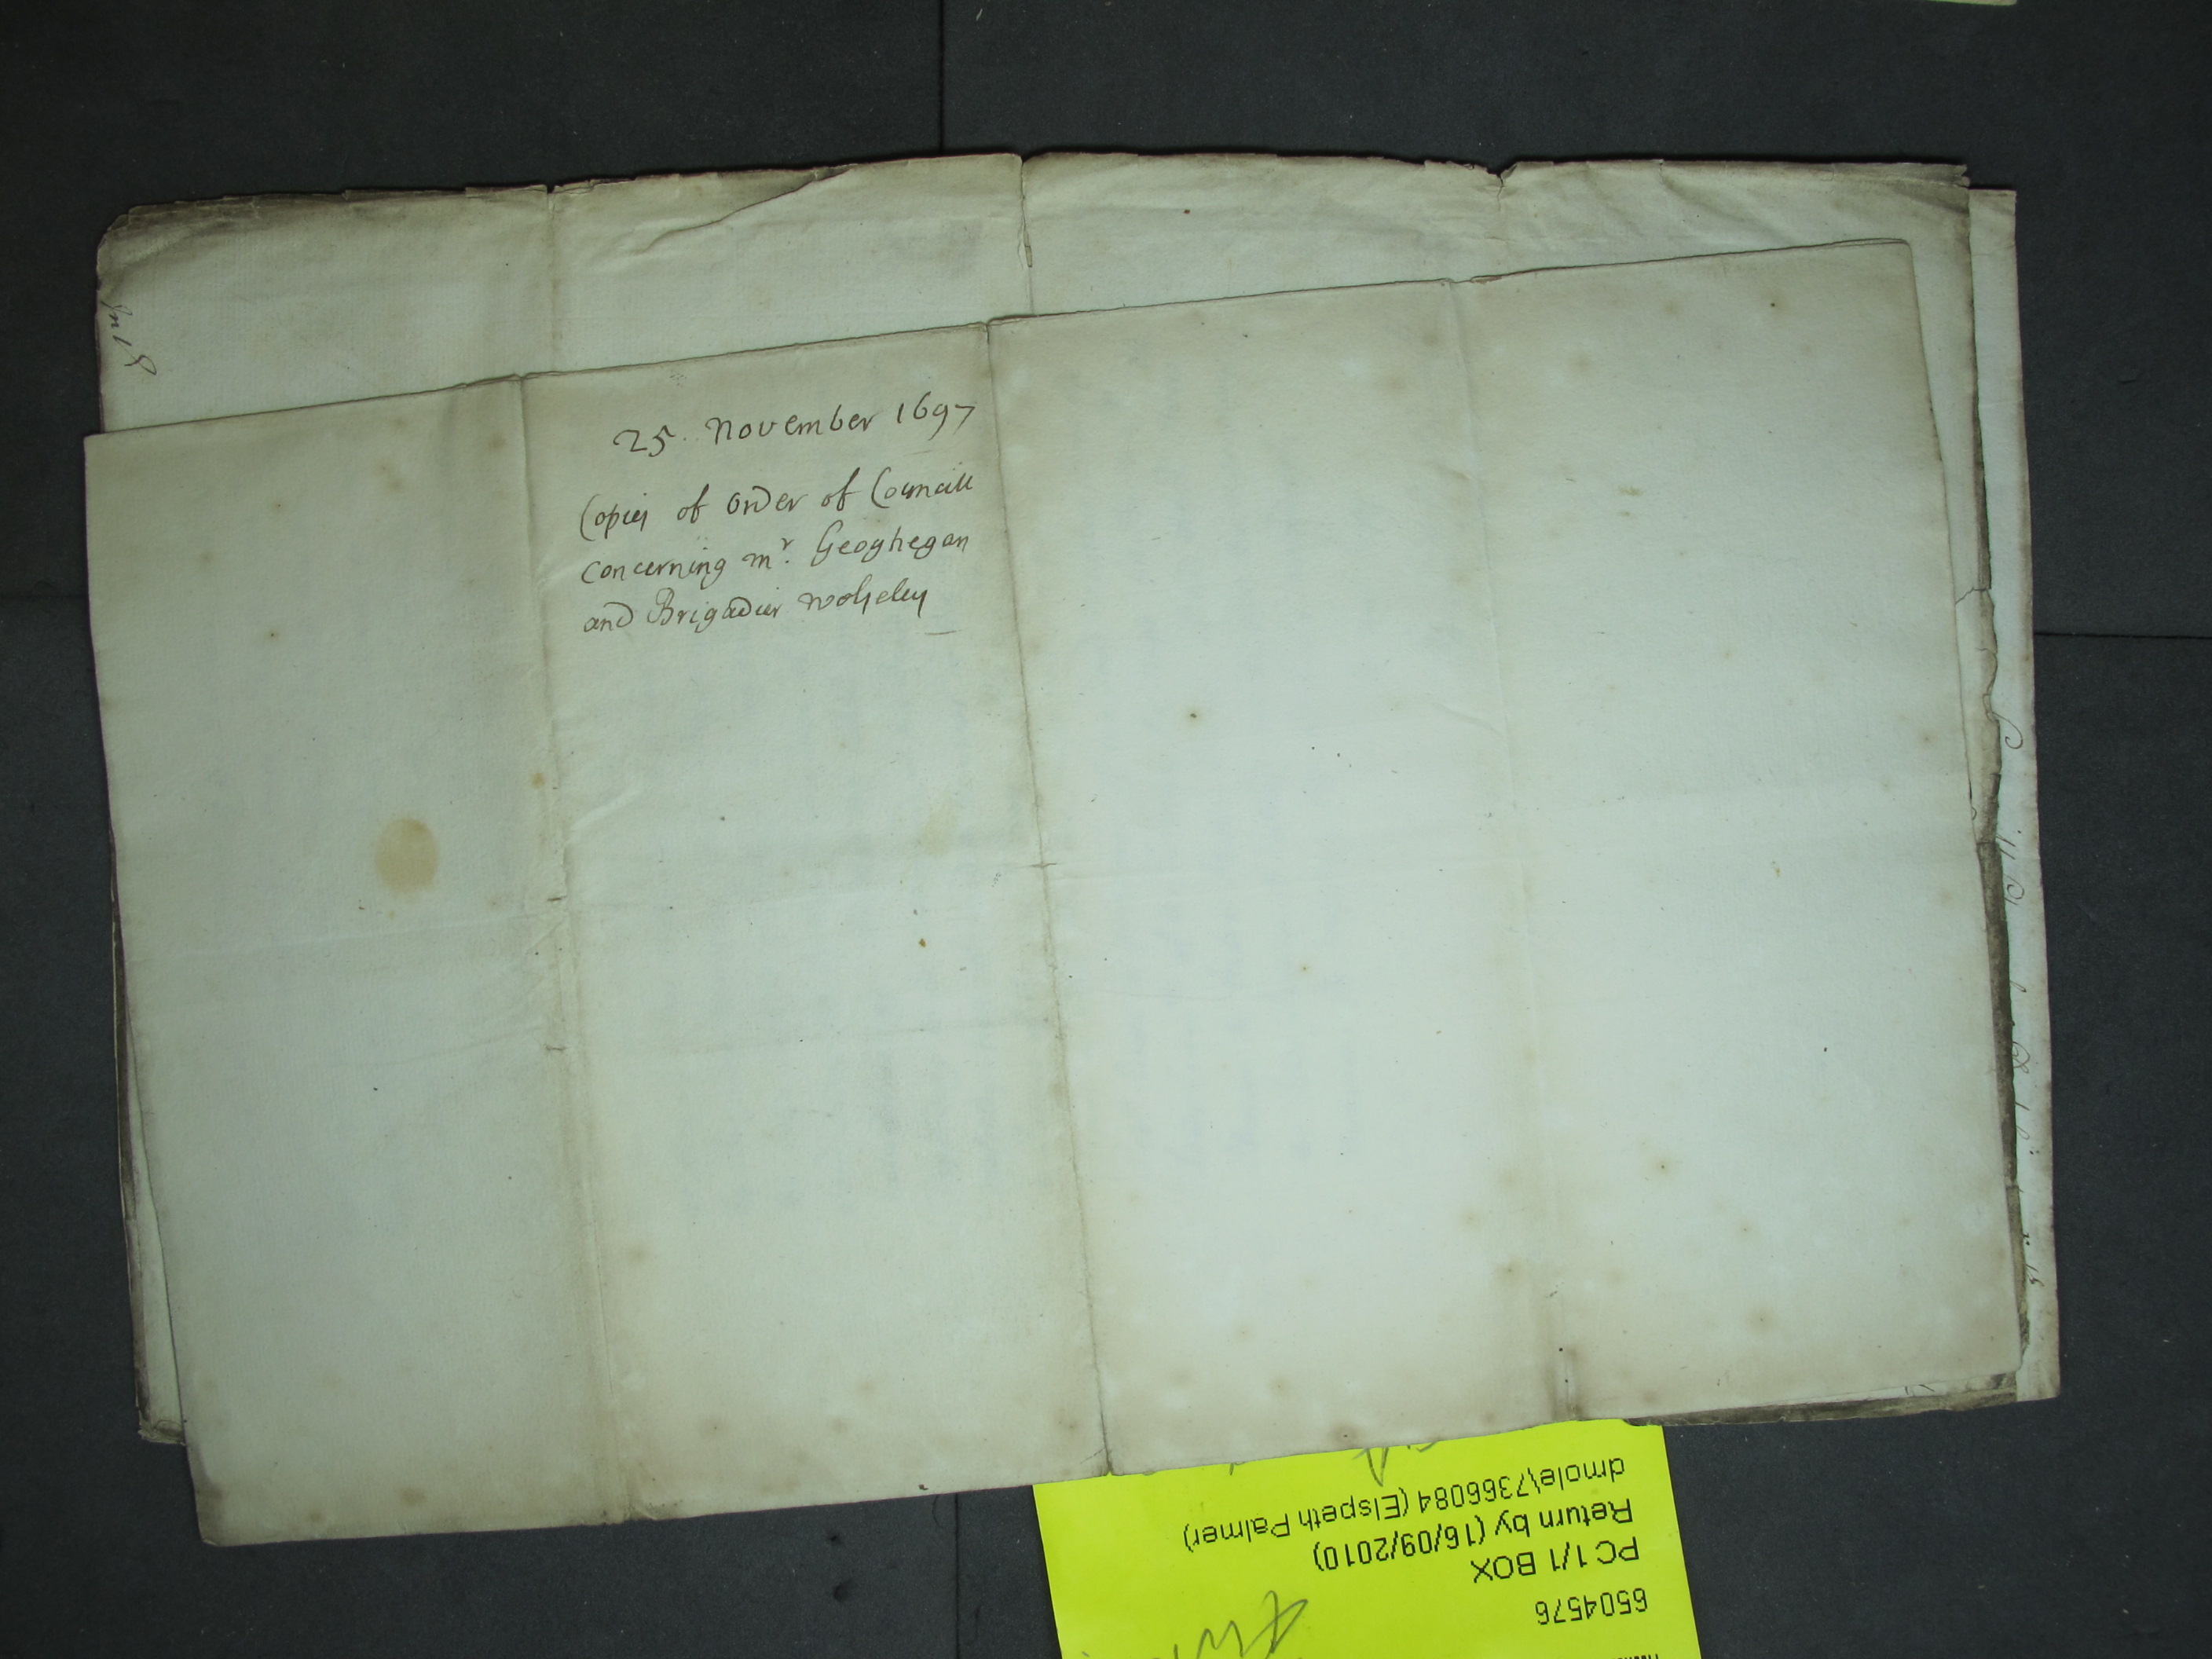 25. November 1697
Copies of Order of Councill
concerning mr. Geoghegan
and Brigadier Wolseley
dmole\7366084 (Elspeth Palmer)
Return by (16/09/2010)
PC 1/1 BOX
6504576